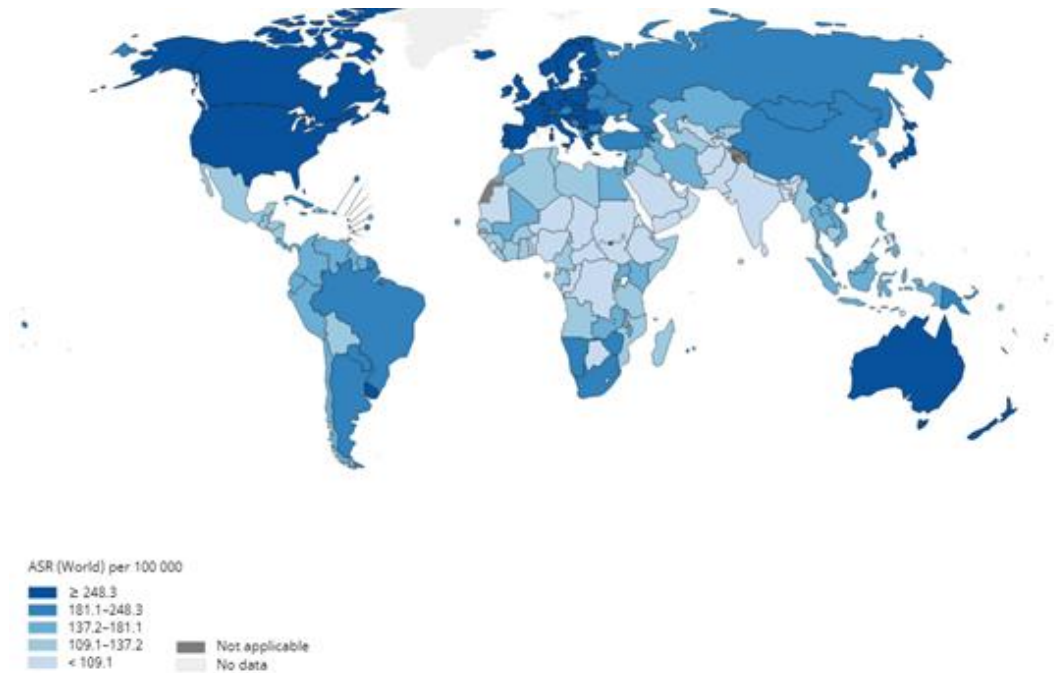 ASR (World) per 100 000
≥ 248.3
181.1–248.3
137.2–181.1
109.1–137.2
< 109.1
Not applicable
No data